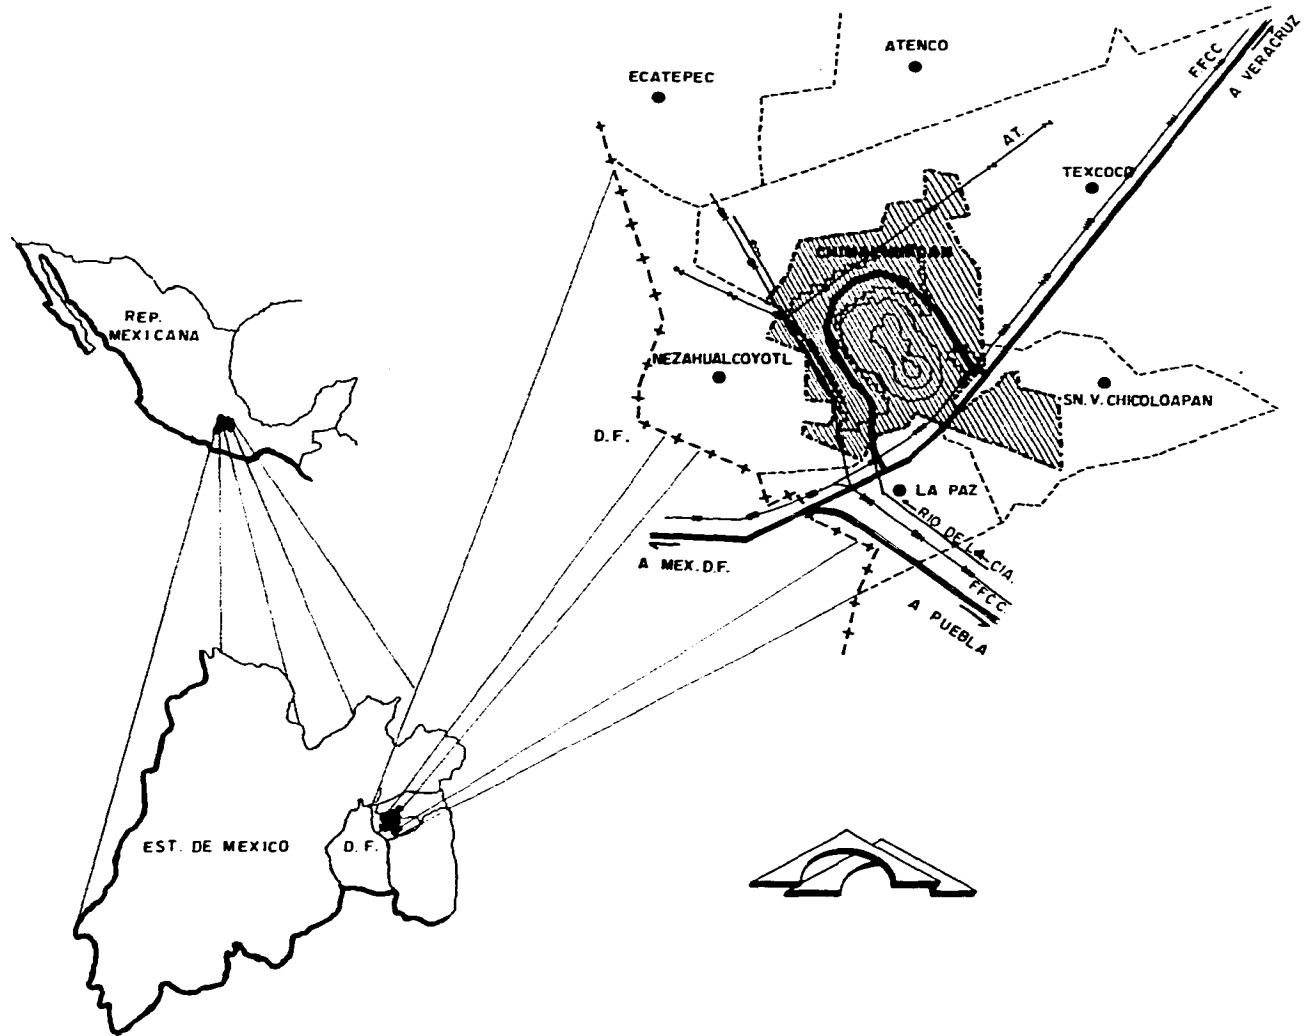 ATENCO
ECATEPEC
FFCC
A VERACRUZ
A.T.
TEXCOCO
CHIMALHUACAN
REP.
MEXICANA
NEZAHUALCOYOTL
SN. V. CHICOLOAPAN
D.F.
LA PAZ
RIO DE LA CIA.
A MEX. D.F.
FFCC.
A PUEBLA
EST. DE MEXICO
D. F.